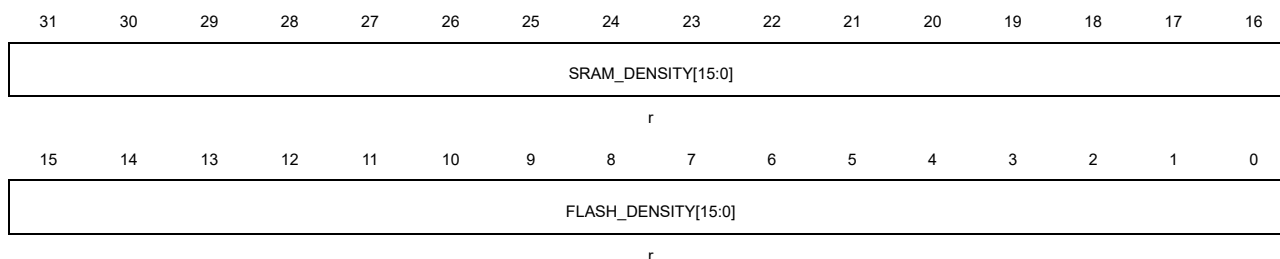 31 30 29 28 27 26 25 24 23 22 21 20 19 18 17 16
SRAM_DENSITY[15:0]
r
15 14 13 12 11 10 9 8 7 6 5 4 3 2 1 0
FLASH_DENSITY[15:0]
r